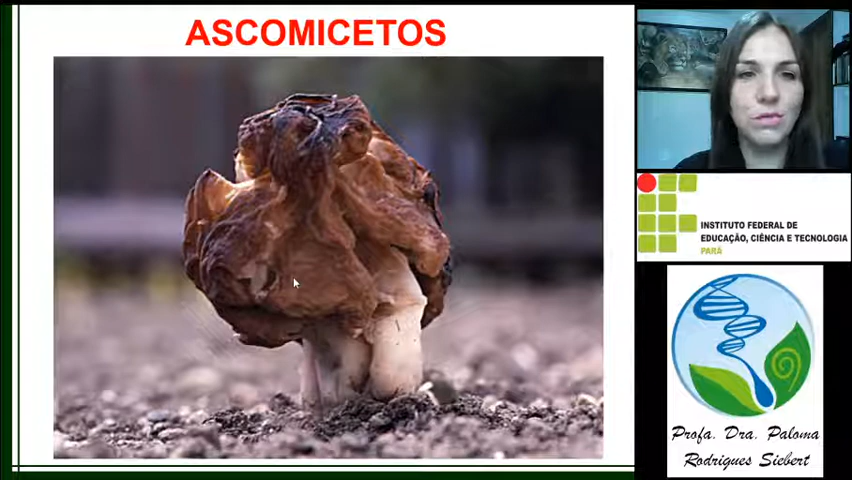 ASCOMICETOS
INSTITUTO FEDERAL DE
EDUCAÇÃO, CIÊNCIA E TECNOLOGIA
PARÁ
Profa. Dra. Paloma
Rodrigues Siebert